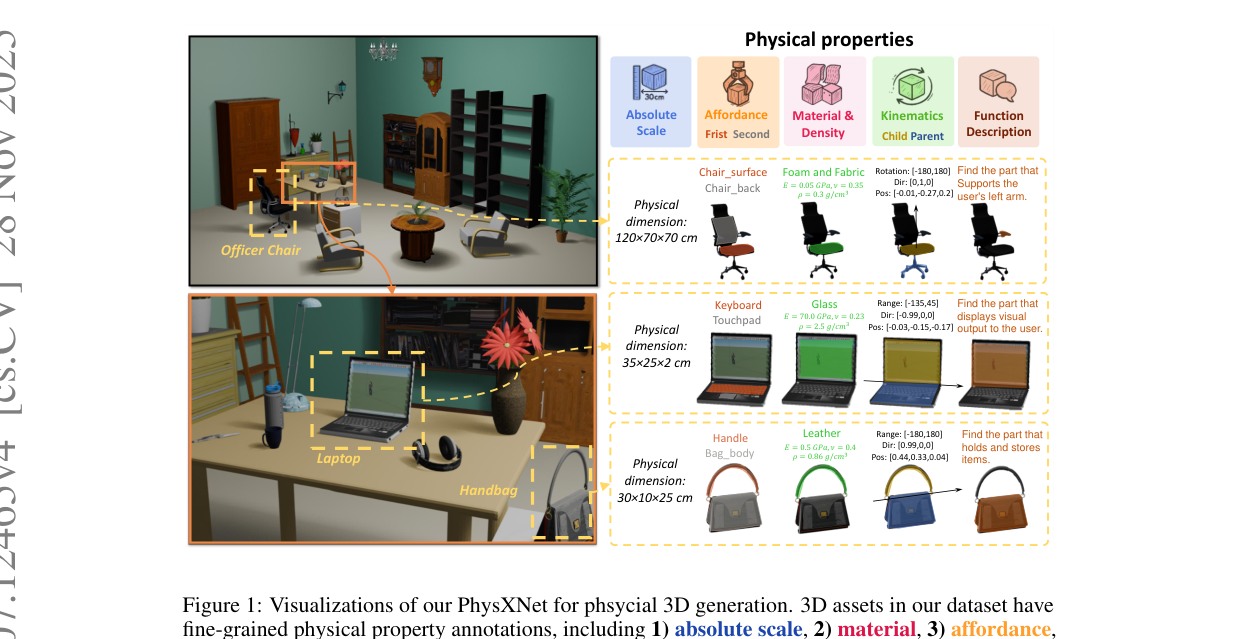 07.12465v4 [cs.CV] 28 Nov 2025
Physical properties
30cm
Absolute
Scale
Affordance
Frist Second
Material &
Density
Kinematics
Child Parent
Function
Description
Officer Chair
Physical
dimension:
120×70×70 cm
Chair_surface
Chair_back
Foam and Fabric
E = 0.05 GPa, ν = 0.35
ρ = 0.3 g/cm³
Rotation: [-180,180]
Dir: [0,1,0]
Pos: [-0.01,-0.27,0.2]
Find the part that
Supports the
user's left arm.
Laptop
Handbag
Physical
dimension:
35×25×2 cm
Keyboard
Touchpad
Glass
E = 70.0 GPa, ν = 0.23
ρ = 2.5 g/cm³
Range: [-135,45]
Dir: [-0.99,0,0]
Pos: [-0.03,-0.15,-0.17]
Find the part that
displays visual
output to the user.
Physical
dimension:
30×10×25 cm
Handle
Bag_body
Leather
E = 0.5 GPa, ν = 0.4
ρ = 0.86 g/cm³
Range: [-180,180]
Dir: [0.99,0,0]
Pos: [0.44,0.33,0.04]
Find the part that
holds and stores
items.
Figure 1: Visualizations of our PhysXNet for phsycial 3D generation. 3D assets in our dataset have
fine-grained physical property annotations, including 1) absolute scale, 2) material, 3) affordance,